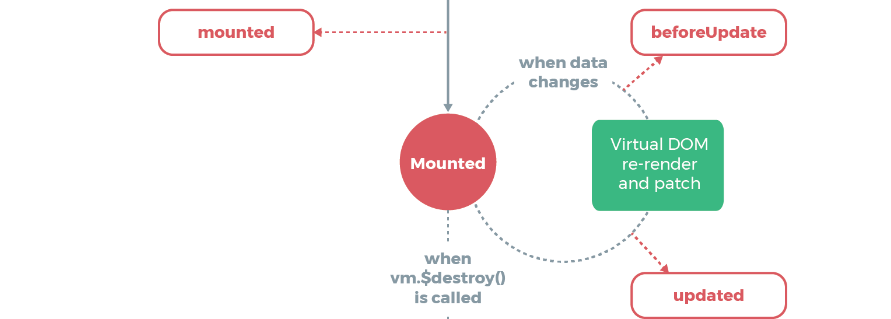 mounted
beforeUpdate
when data
changes
Mounted
Virtual DOM
re-render
and patch
when
vm.$destroy()
is called
updated